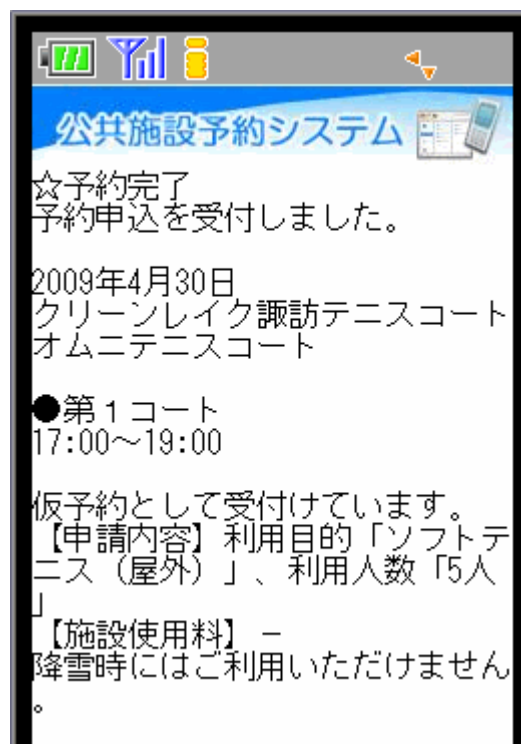 公共施設予約システム
☆予約完了
予約申込を受付しました。
2009年4月30日
クリーンレイク諏訪テニスコート
オムニテニスコート
●第１コート
17:00～19:00
仮予約として受付けています。
【申請内容】利用目的「ソフトテ
ニス（屋外）」、利用人数「5人
」
【施設使用料】－
降雪時にはご利用いただけません
。